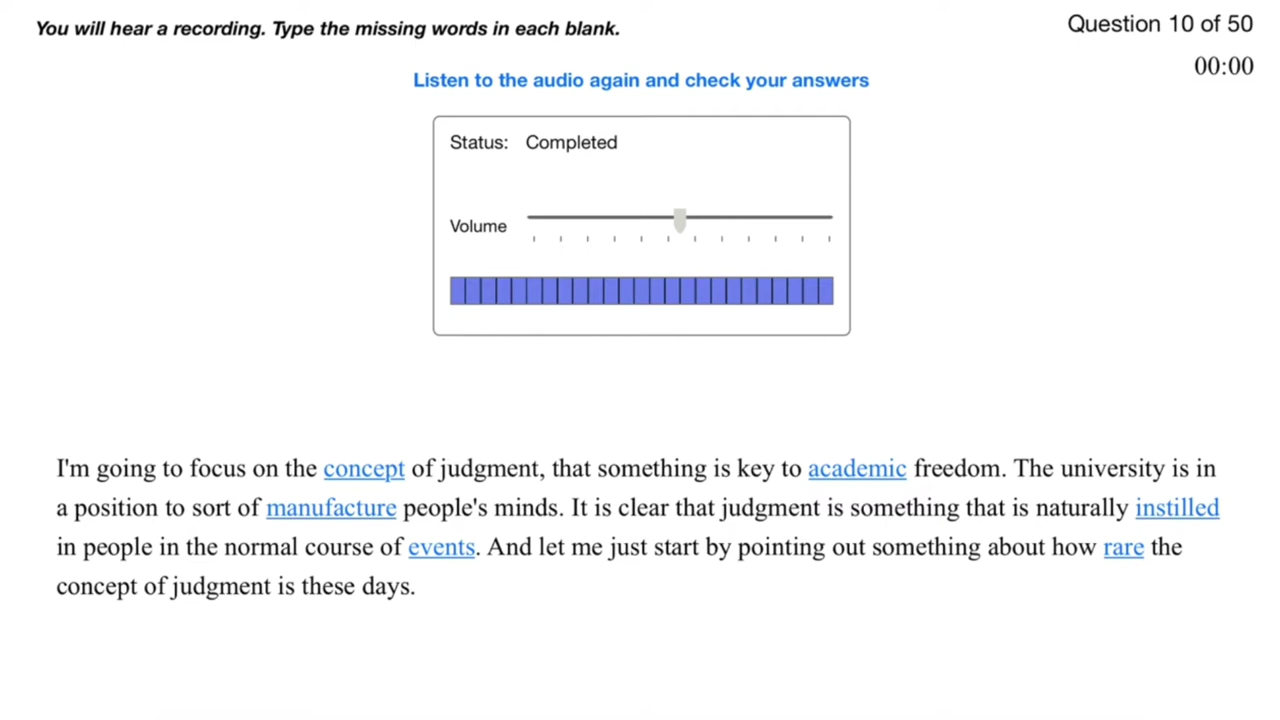 You will hear a recording. Type the missing words in each blank.
Question 10 of 50
00:00
Listen to the audio again and check your answers
Status: Completed
Volume
I'm going to focus on the concept of judgment, that something is key to academic freedom. The university is in
a position to sort of manufacture people's minds. It is clear that judgment is something that is naturally instilled
in people in the normal course of events. And let me just start by pointing out something about how rare the
concept of judgment is these days.